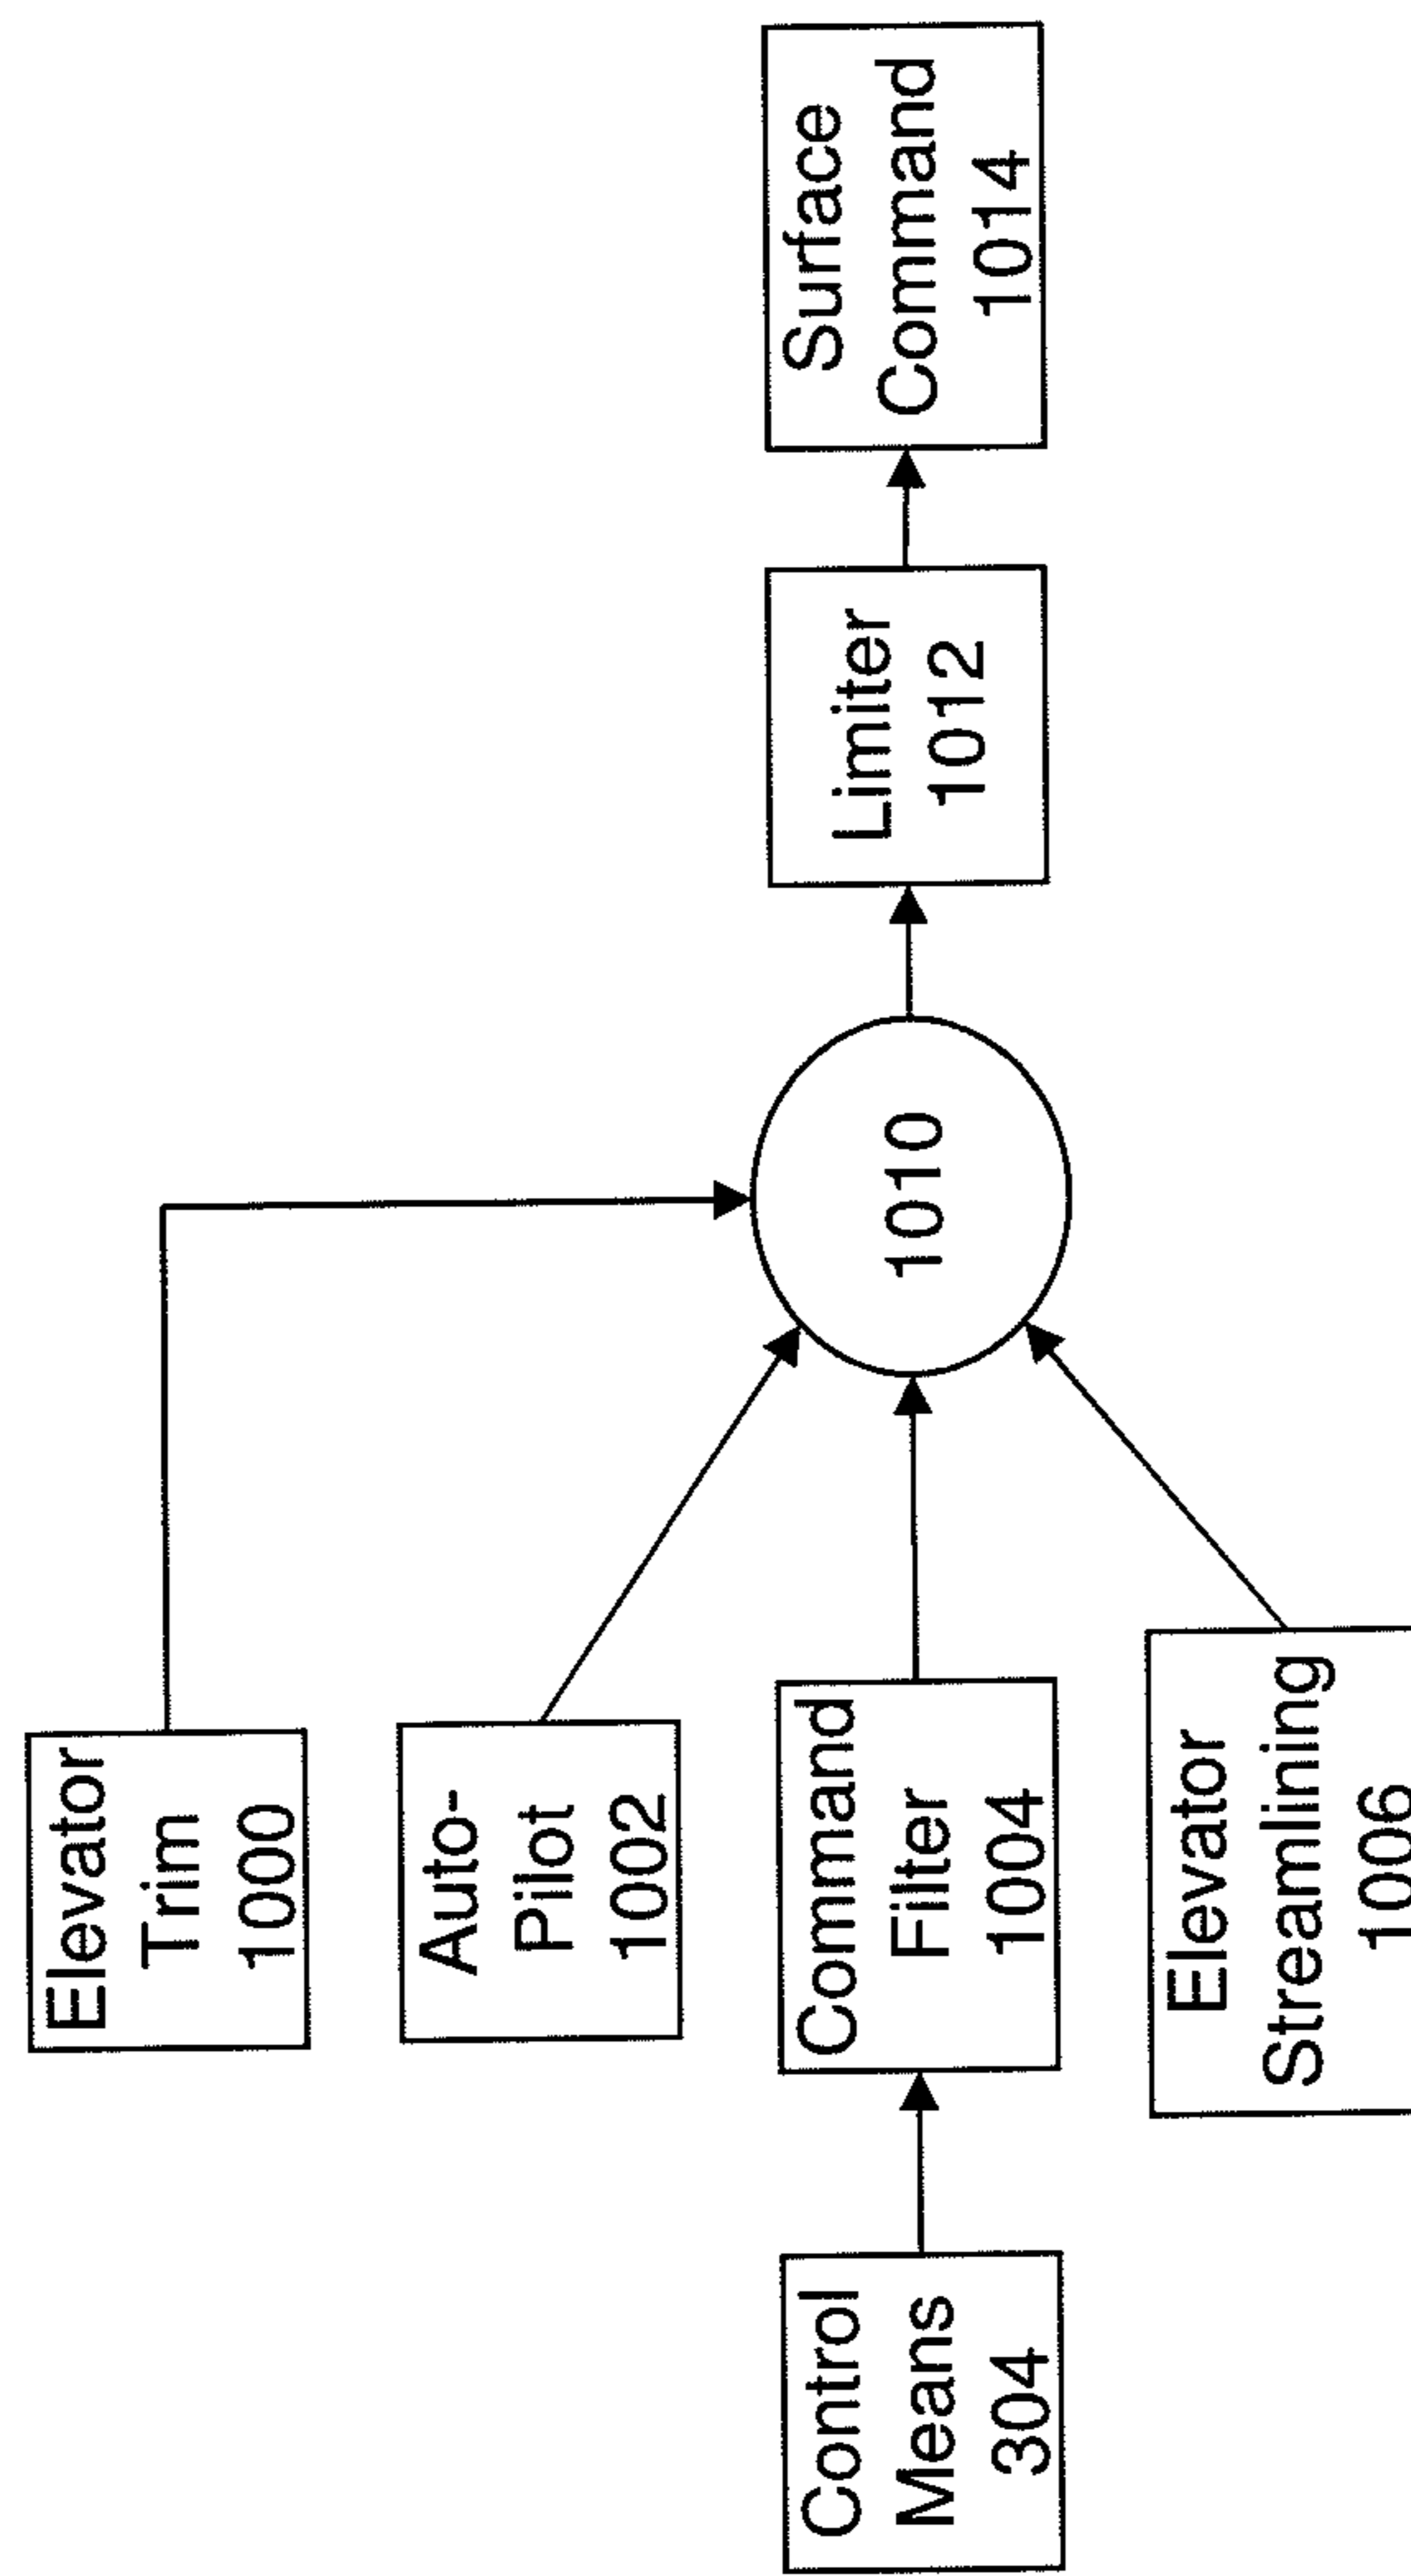 Elevator
Trim
1000
Auto-
Pilot
1002
Control
Means
304
Command
Filter
1004
Elevator
Streamlining
1006
1010
Limiter
1012
Surface
Command
1014